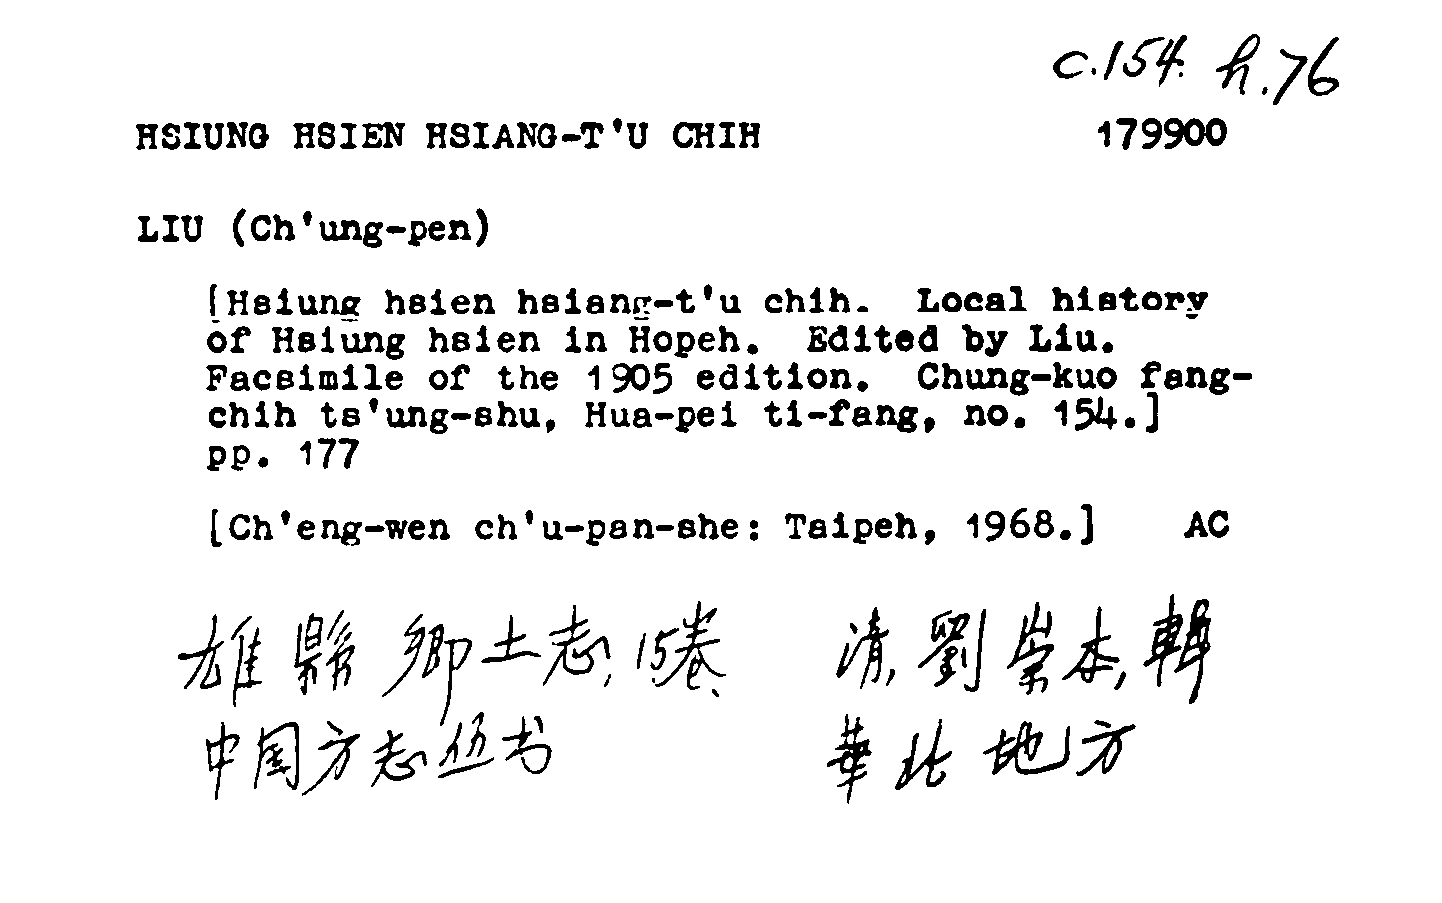 c.154. h.76
HSIUNG HSIEN HSIANG-T'U CHIH 179900
LIU (Ch'ung-pen)
[Hsiung hsien hsiang-t'u chih. Local history
of Hsiung hsien in Hopeh. Edited by Liu.
Facsimile of the 1905 edition. Chung-kuo fang-
chih ts'ung-shu, Hua-pei ti-fang, no. 154.]
pp. 177
[Ch'eng-wen ch'u-pan-she: Taipeh, 1968.] AC
雄縣鄉土志, 15卷、 清, 劉崇本, 輯
中国方志丛书 華北地方